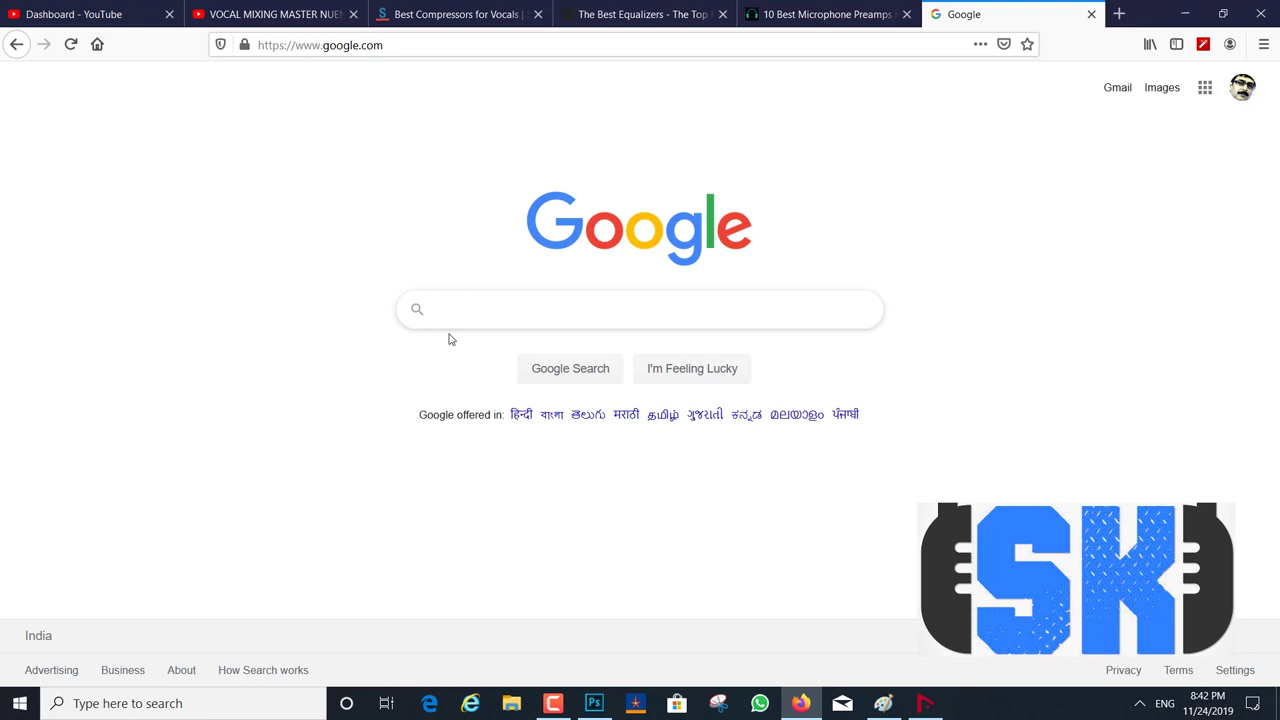 Dashboard - YouTube
VOCAL MIXING MASTER NUEN
Best Compressors for Vocals |
The Best Equalizers - The Top
10 Best Microphone Preamps
Google
https://www.google.com
Gmail
Images
Google
Google Search
I'm Feeling Lucky
Google offered in: हिन्दी বাংলা తెలుగు मराठी தமிழ் ગુજરાતી ಕನ್ನಡ മലയാളം ਪੰਜਾਬੀ
SK
India
Advertising
Business
About
How Search works
Privacy
Terms
Settings
Type here to search
Ps
ENG
8:42 PM
11/24/2019